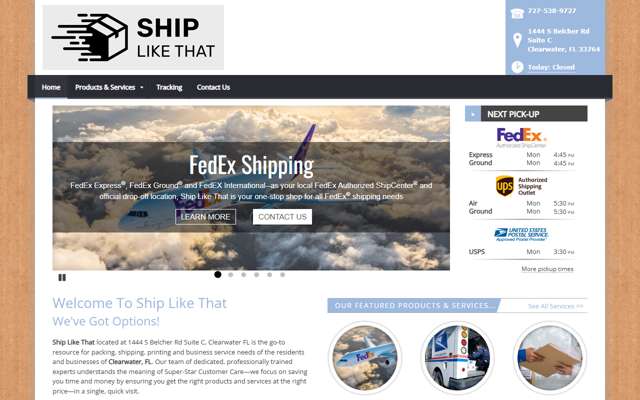 SHIP
LIKE THAT
727-538-9727
1444 S Belcher Rd
Suite C
Clearwater, FL 33764
Today: Closed
Home
Products & Services
Tracking
Contact Us
FedEx Shipping
FedEx Express®, FedEx Ground® and FedEX International–as your local FedEx Authorized ShipCenter® and
official drop-off location, Ship Like That is your one-stop shop for all FedEx® shipping needs
LEARN MORE
CONTACT US
NEXT PICK-UP
FedEx
Authorized ShipCenter
Express Mon 4:45 PM
Ground Mon 4:45 PM
ups
Authorized
Shipping
Outlet
Air Mon 5:30 PM
Ground Mon 5:30 PM
UNITED STATES
POSTAL SERVICE
Approved Postal Provider
USPS Mon 3:30 PM
More pickup times
Welcome To Ship Like That
We've Got Options!
Ship Like That located at 1444 S Belcher Rd Suite C, Clearwater FL is the go-to
resource for packing, shipping, printing and business service needs of the residents
and businesses of Clearwater, FL. Our team of dedicated, professionally trained
experts understands the meaning of Super-Star Customer Care—we focus on saving
you time and money by ensuring you get the right products and services at the right
price—in a single, quick visit.
OUR FEATURED PRODUCTS & SERVICES...
See All Services >>
FedEx